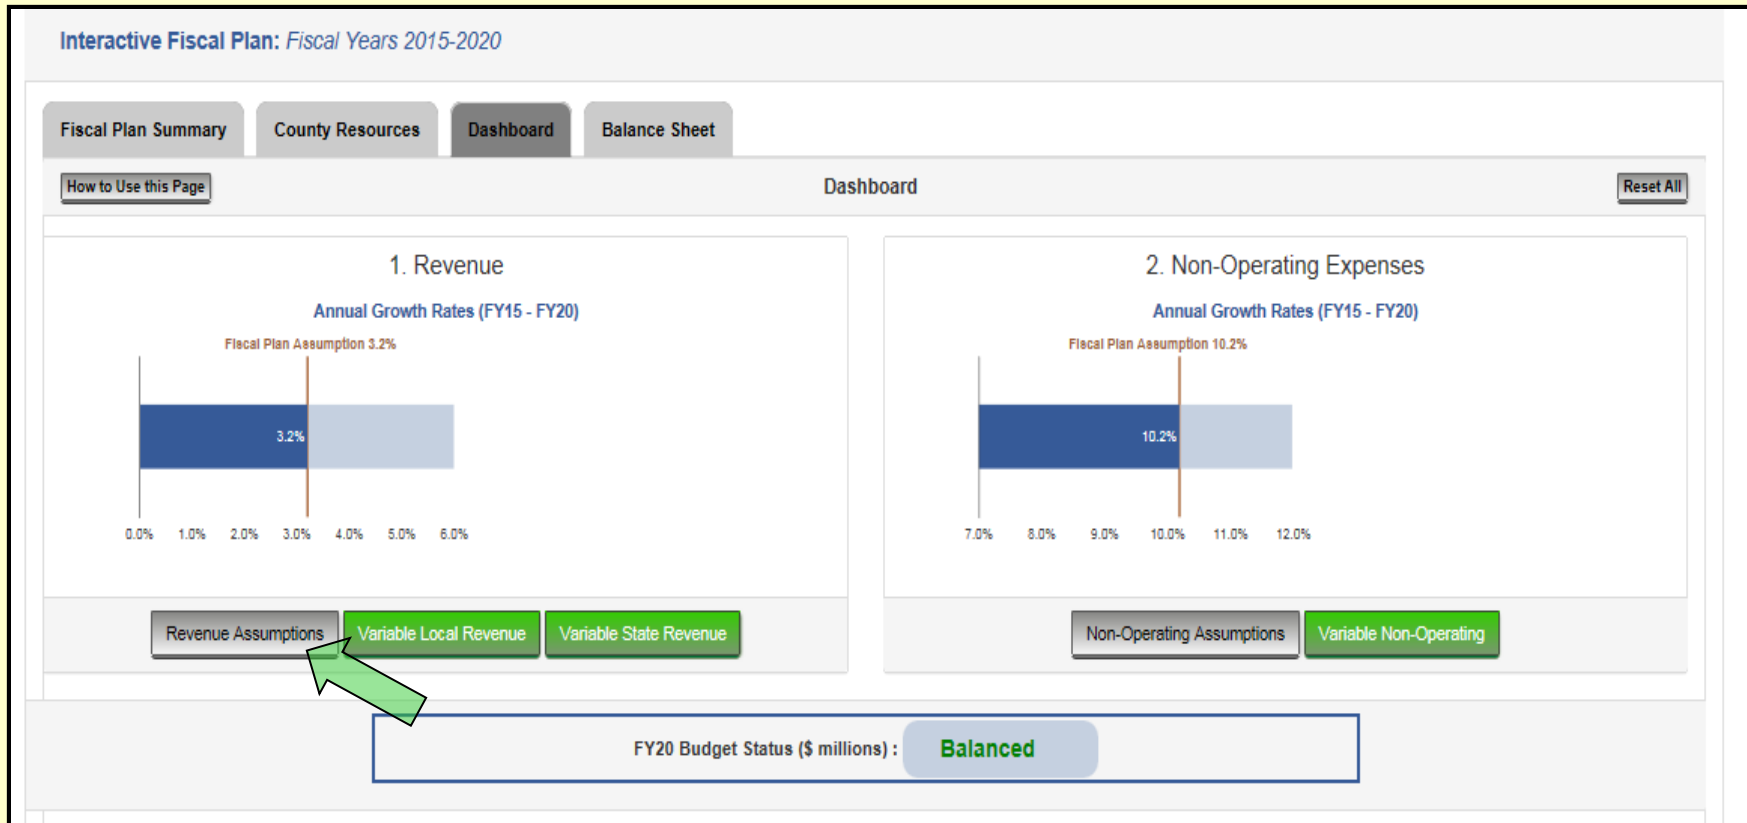 Interactive Fiscal Plan: Fiscal Years 2015-2020
Fiscal Plan Summary County Resources Dashboard Balance Sheet
How to Use this Page Dashboard Reset All
1. Revenue
Annual Growth Rates (FY15 - FY20)
Fiscal Plan Assumption 3.2%
3.2%
0.0% 1.0% 2.0% 3.0% 4.0% 5.0% 6.0%
Revenue Assumptions Variable Local Revenue Variable State Revenue
2. Non-Operating Expenses
Annual Growth Rates (FY15 - FY20)
Fiscal Plan Assumption 10.2%
10.2%
7.0% 8.0% 9.0% 10.0% 11.0% 12.0%
Non-Operating Assumptions Variable Non-Operating
FY20 Budget Status ($ millions) : Balanced